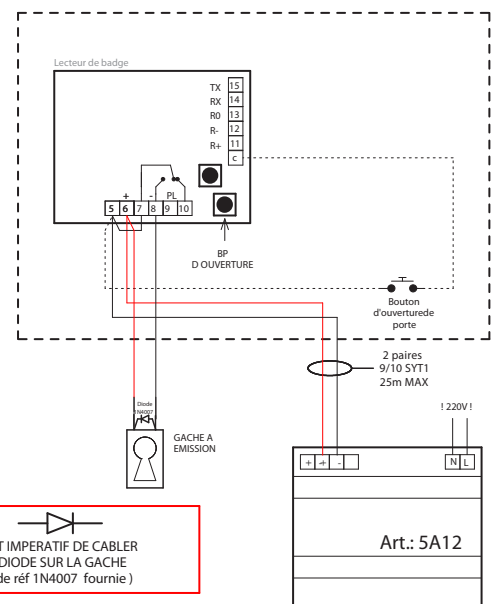 Lecteur de badge
TX 15
RX 14
R0 13
R- 12
R+ 11
c
+ - PL
5 6 7 8 9 10
BP
D OUVERTURE
Bouton
d'ouverturede
porte
2 paires
9/10 SYT1
25m MAX
! 220V !
Diode
1N4007
GACHE A
EMISSION
+ + -
N L
Art.: 5A12
T IMPERATIF DE CABLER
DIODE SUR LA GACHE
de réf 1N4007 fournie )